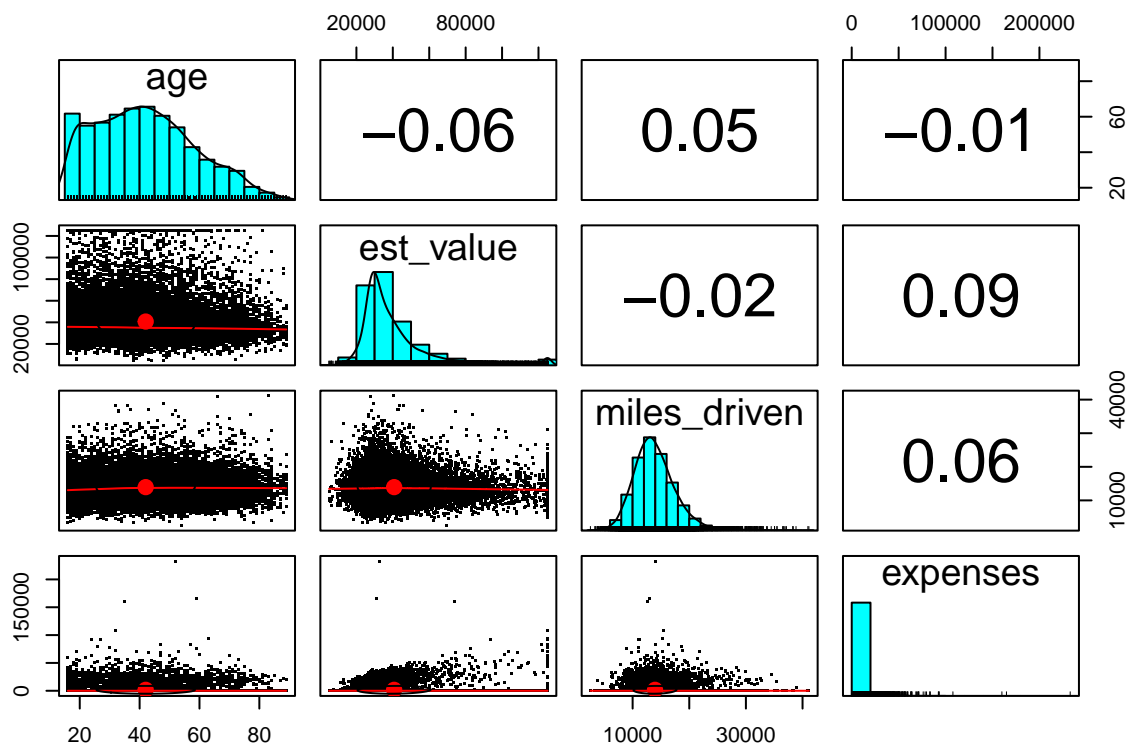 20000 80000 0 100000 200000
age −0.06 0.05 −0.01
20 60
20000 100000
est_value −0.02 0.09
miles_driven 0.06
10000 40000
0 150000
expenses
20 40 60 80 10000 30000